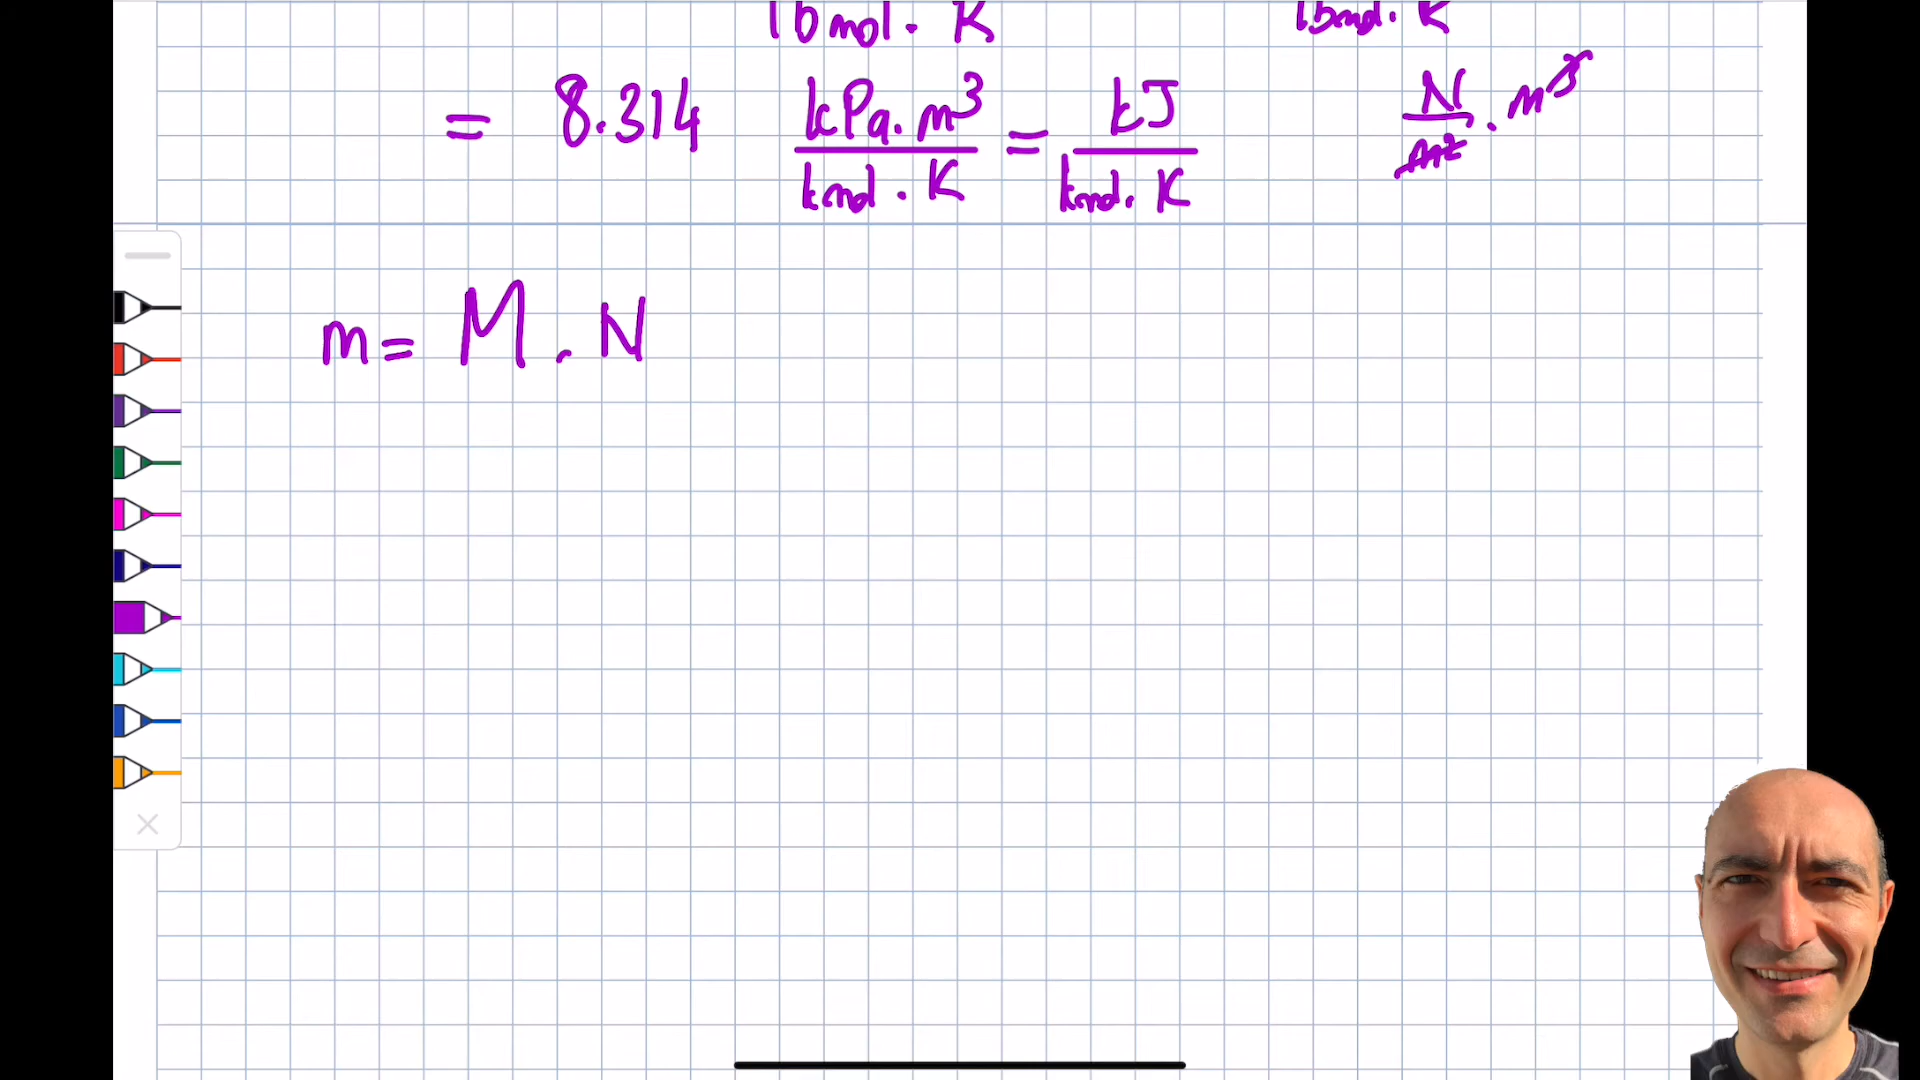 lbmol. K lbmol. K
= 8.314 kPa.m³/kmol.K = kJ/kmol.K N/m².m³
m = M . N